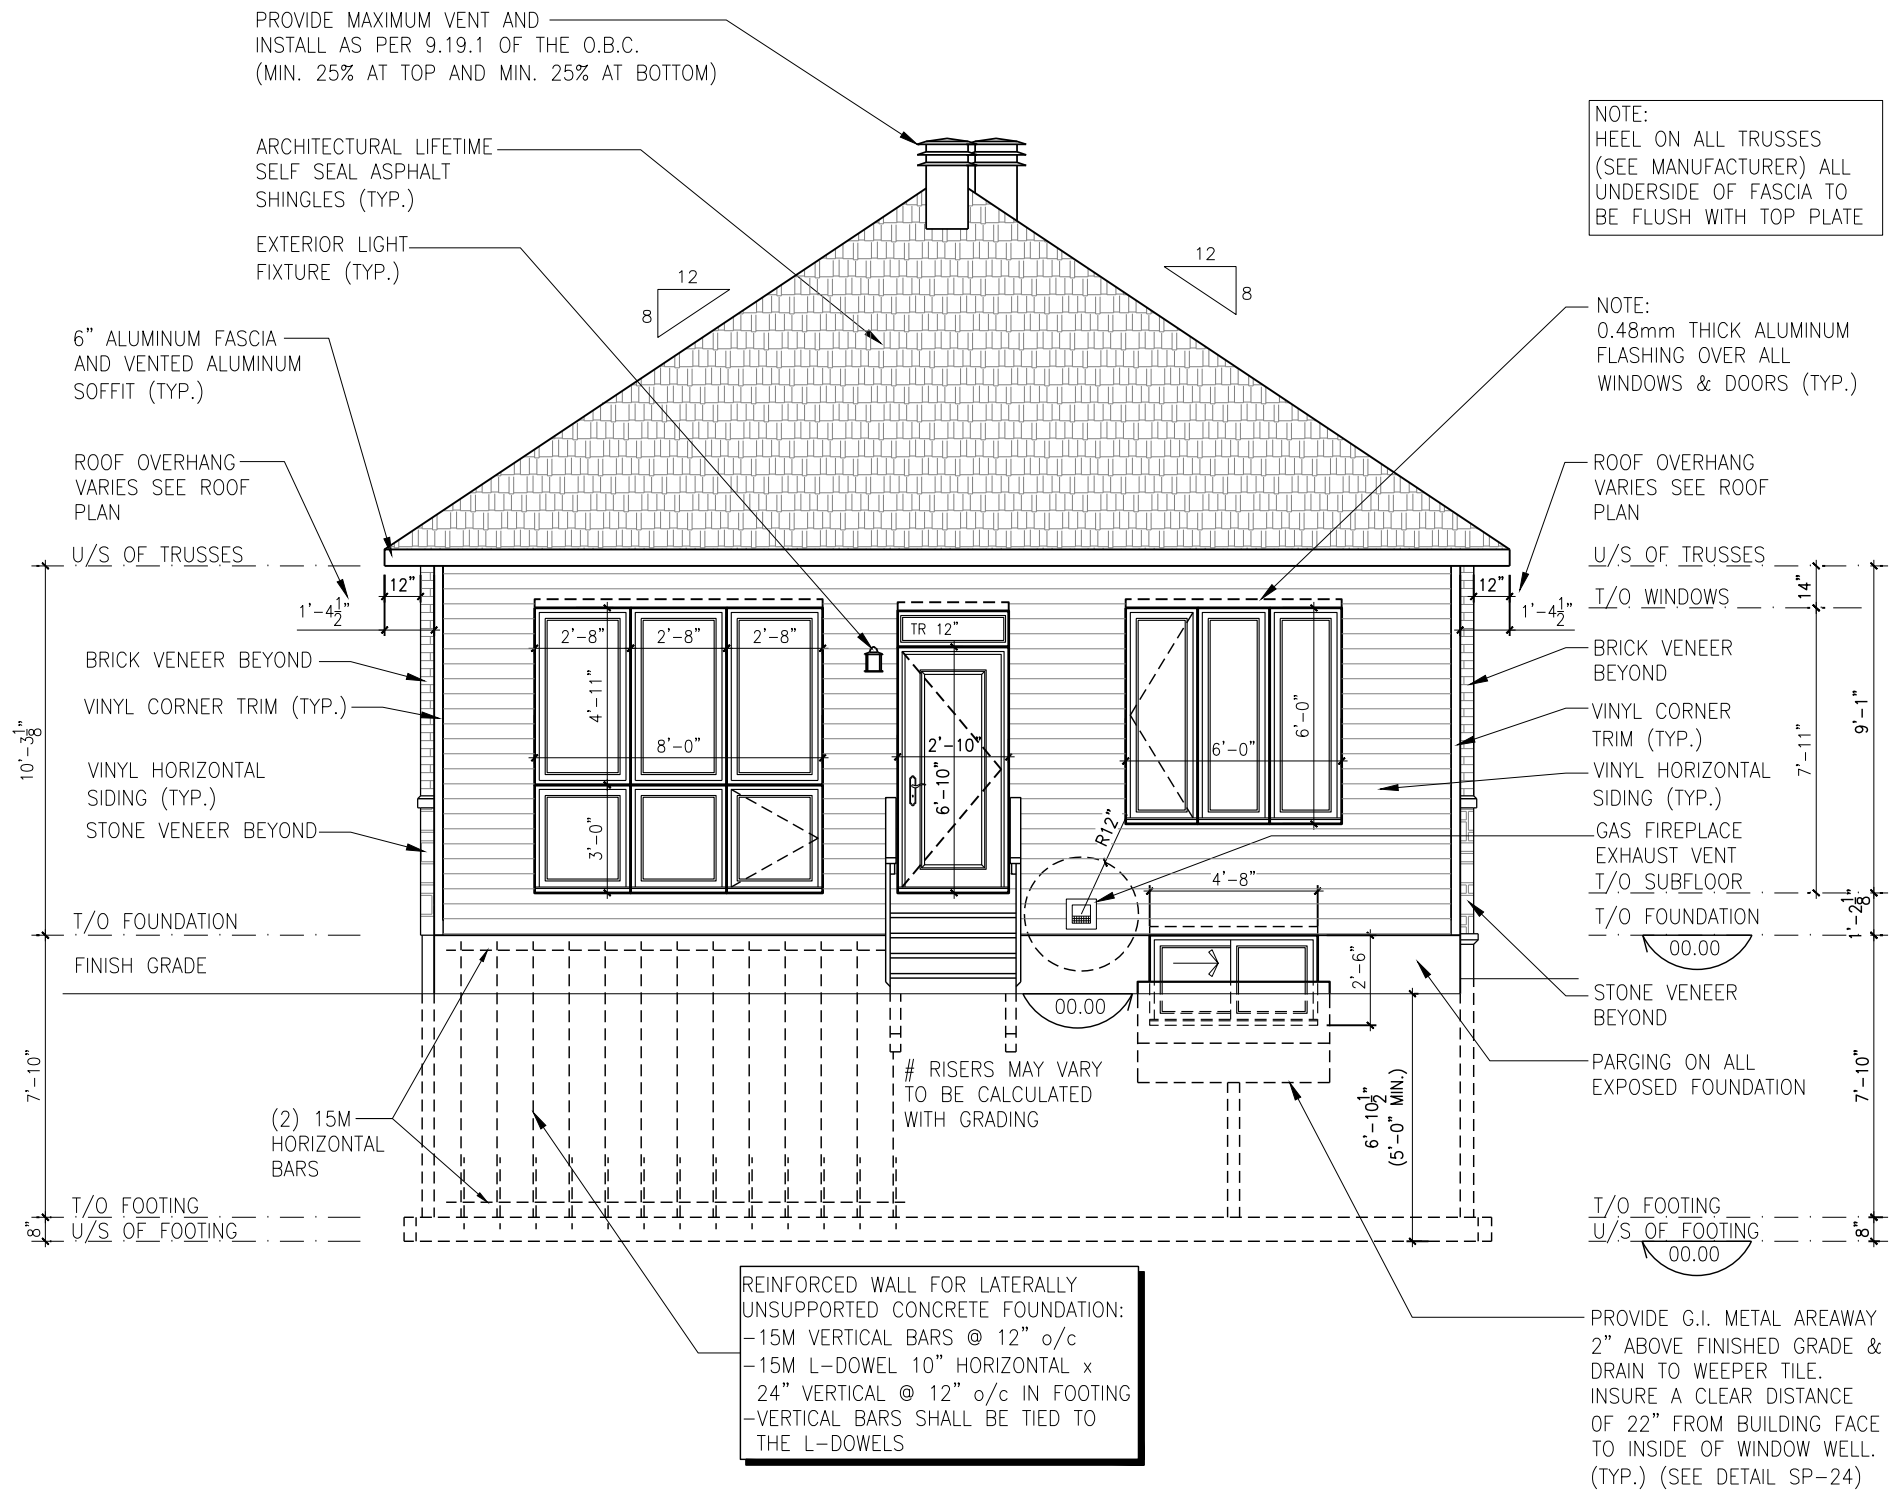 PROVIDE MAXIMUM VENT AND
INSTALL AS PER 9.19.1 OF THE O.B.C.
(MIN. 25% AT TOP AND MIN. 25% AT BOTTOM)
ARCHITECTURAL LIFETIME
SELF SEAL ASPHALT
SHINGLES (TYP.)
EXTERIOR LIGHT
FIXTURE (TYP.)
6" ALUMINUM FASCIA
AND VENTED ALUMINUM
SOFFIT (TYP.)
ROOF OVERHANG
VARIES SEE ROOF
PLAN
U/S OF TRUSSES
12"
1'-4 1/2"
BRICK VENEER BEYOND
VINYL CORNER TRIM (TYP.)
10'-3 1/8"
VINYL HORIZONTAL
SIDING (TYP.)
STONE VENEER BEYOND
T/O FOUNDATION
FINISH GRADE
7'-10"
(2) 15M
HORIZONTAL
BARS
T/O FOOTING
U/S OF FOOTING
8"
12
8
12
8
2'-8"
2'-8"
2'-8"
4'-11"
8'-0"
3'-0"
TR 12"
2'-10"
6'-10"
6'-0"
6'-0"
R12"
4'-8"
2'-6"
00.00
# RISERS MAY VARY
TO BE CALCULATED
WITH GRADING
6'-10 1/2"
(5'-0" MIN.)
REINFORCED WALL FOR LATERALLY
UNSUPPORTED CONCRETE FOUNDATION:
-15M VERTICAL BARS @ 12" o/c
-15M L-DOWEL 10" HORIZONTAL x
24" VERTICAL @ 12" o/c IN FOOTING
-VERTICAL BARS SHALL BE TIED TO
THE L-DOWELS
NOTE:
HEEL ON ALL TRUSSES
(SEE MANUFACTURER) ALL
UNDERSIDE OF FASCIA TO
BE FLUSH WITH TOP PLATE
NOTE:
0.48mm THICK ALUMINUM
FLASHING OVER ALL
WINDOWS & DOORS (TYP.)
ROOF OVERHANG
VARIES SEE ROOF
PLAN
U/S OF TRUSSES
12"
14"
T/O WINDOWS
1'-4 1/2"
BRICK VENEER
BEYOND
VINYL CORNER
TRIM (TYP.)
9'-1"
7'-11"
VINYL HORIZONTAL
SIDING (TYP.)
GAS FIREPLACE
EXHAUST VENT
T/O SUBFLOOR
T/O FOUNDATION
1'-2 1/8"
00.00
STONE VENEER
BEYOND
PARGING ON ALL
EXPOSED FOUNDATION
7'-10"
T/O FOOTING
U/S OF FOOTING
8"
00.00
PROVIDE G.I. METAL AREAWAY
2" ABOVE FINISHED GRADE &
DRAIN TO WEEPER TILE.
INSURE A CLEAR DISTANCE
OF 22" FROM BUILDING FACE
TO INSIDE OF WINDOW WELL.
(TYP.) (SEE DETAIL SP-24)